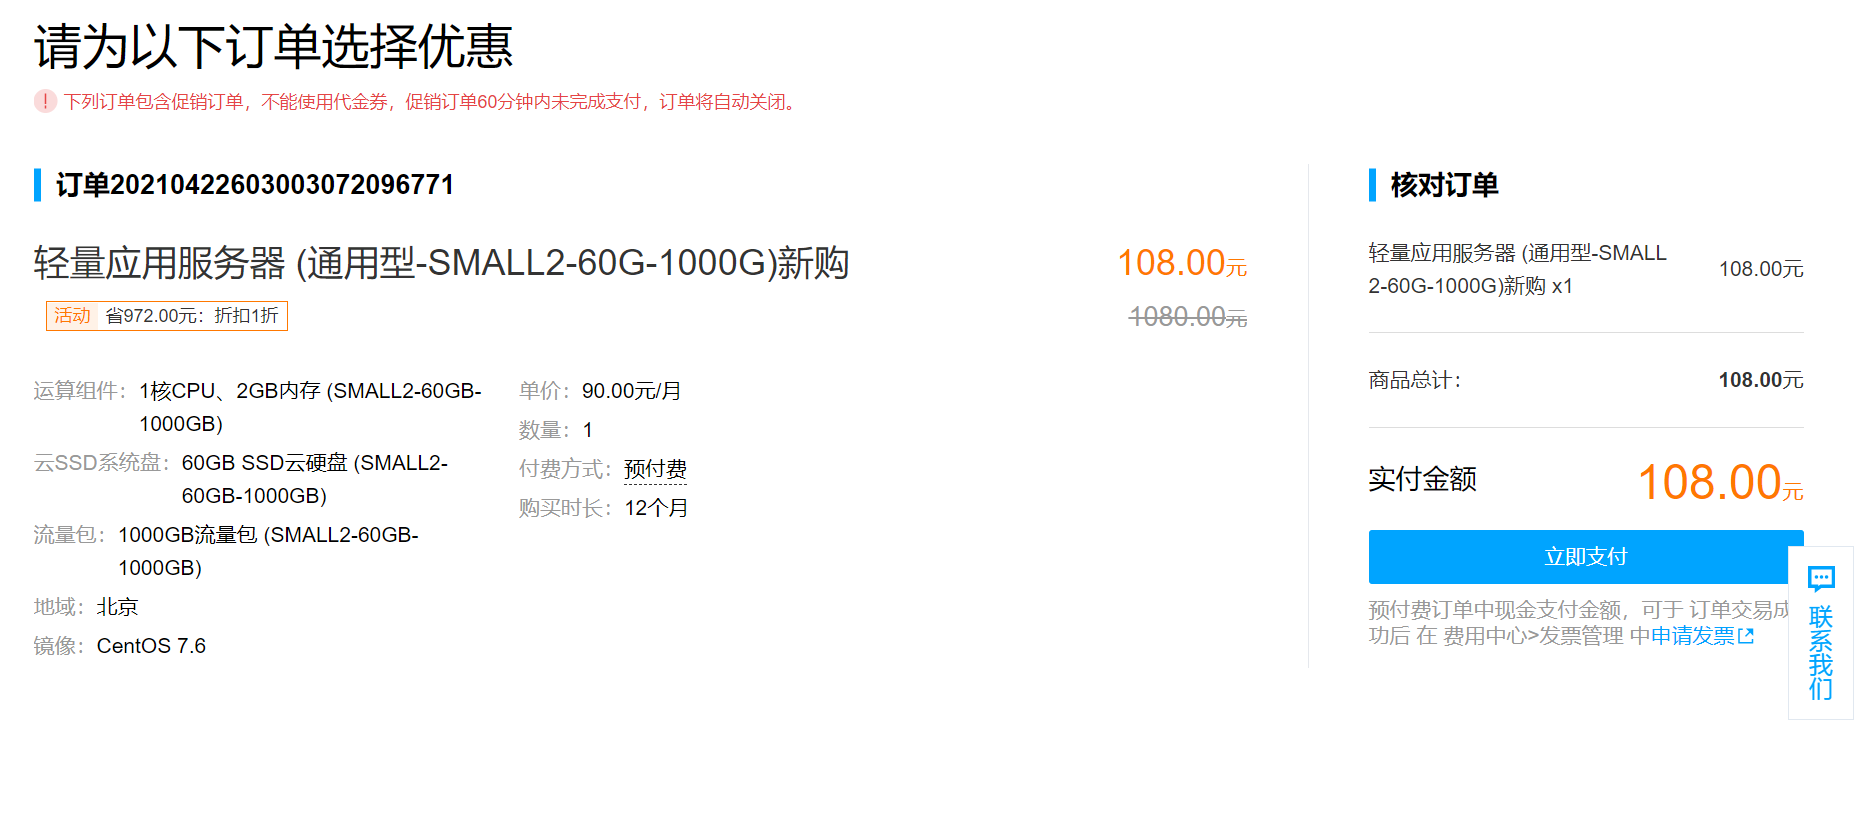 请为以下订单选择优惠
! 下列订单包含促销订单，不能使用代金券，促销订单60分钟内未完成支付，订单将自动关闭。
订单20210422603003072096771
轻量应用服务器 (通用型-SMALL2-60G-1000G)新购
108.00元
活动 省972.00元：折扣1折
1080.00元
运算组件： 1核CPU、2GB内存 (SMALL2-60GB-
1000GB)
云SSD系统盘： 60GB SSD云硬盘 (SMALL2-
60GB-1000GB)
流量包： 1000GB流量包 (SMALL2-60GB-
1000GB)
地域： 北京
镜像： CentOS 7.6
单价： 90.00元/月
数量： 1
付费方式： 预付费
购买时长： 12个月
核对订单
轻量应用服务器 (通用型-SMALL
2-60G-1000G)新购 x1
108.00元
商品总计： 108.00元
实付金额 108.00元
立即支付
预付费订单中现金支付金额，可于 订单交易成
功后 在 费用中心>发票管理 中申请发票
联系我们